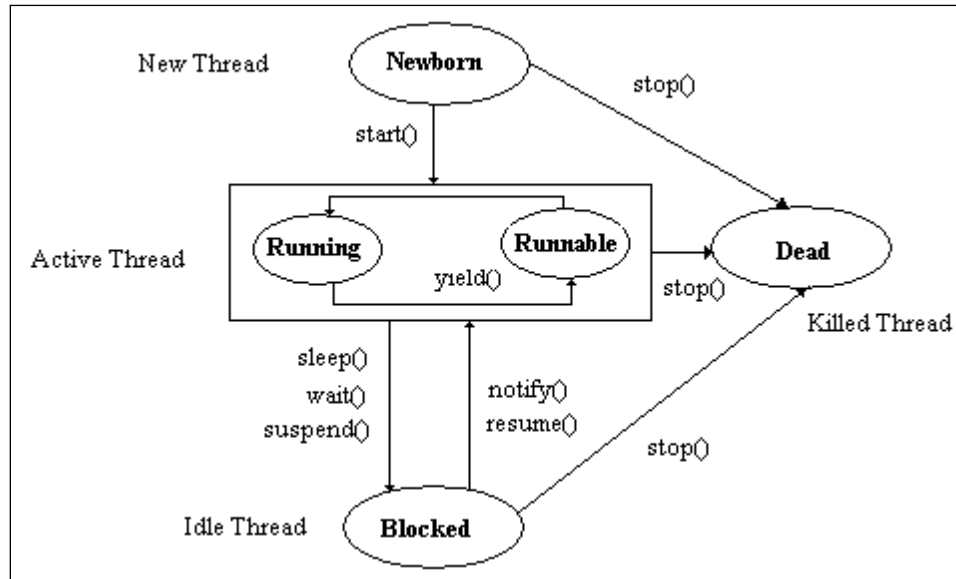 New Thread
Newborn
stop()
start()
Active Thread
Running
Runnable
yield()
stop()
Dead
Killed Thread
sleep()
wait()
suspend()
notify()
resume()
stop()
Idle Thread
Blocked